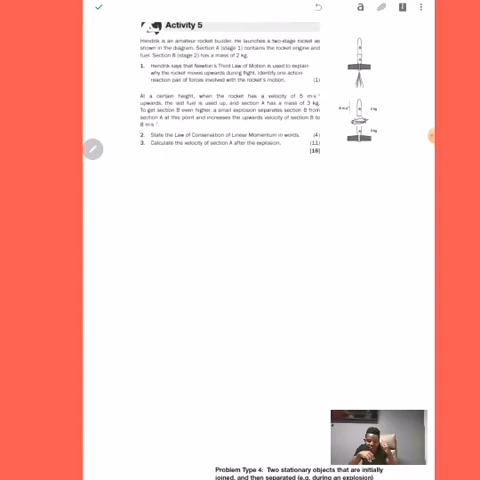 Activity 5
Hendrik is an amateur rocket builder. He launches a two-stage rocket as
shown in the diagram. Section A (stage 1) contains the rocket engine and
fuel. Section B (stage 2) has a mass of 2 kg.
1. Hendrik says that Newton's Third Law of Motion is used to explain
why the rocket moves upwards during flight. Identify one action-
reaction pair of forces involved with the rocket's motion. (1)
At a certain height, when the rocket has a velocity of 5 m·s⁻¹
upwards, the last fuel is used up, and section A has a mass of 3 kg.
To get section B even higher, a small explosion separates section B from
section A at this point and increases the upwards velocity of section B to
8 m·s⁻¹.
2. State the Law of Conservation of Linear Momentum in words. (4)
3. Calculate the velocity of section A after the explosion. (11)
[16]
a
Problem Type 4: Two stationary objects that are initially
joined, and then separated (e.g. during an explosion)